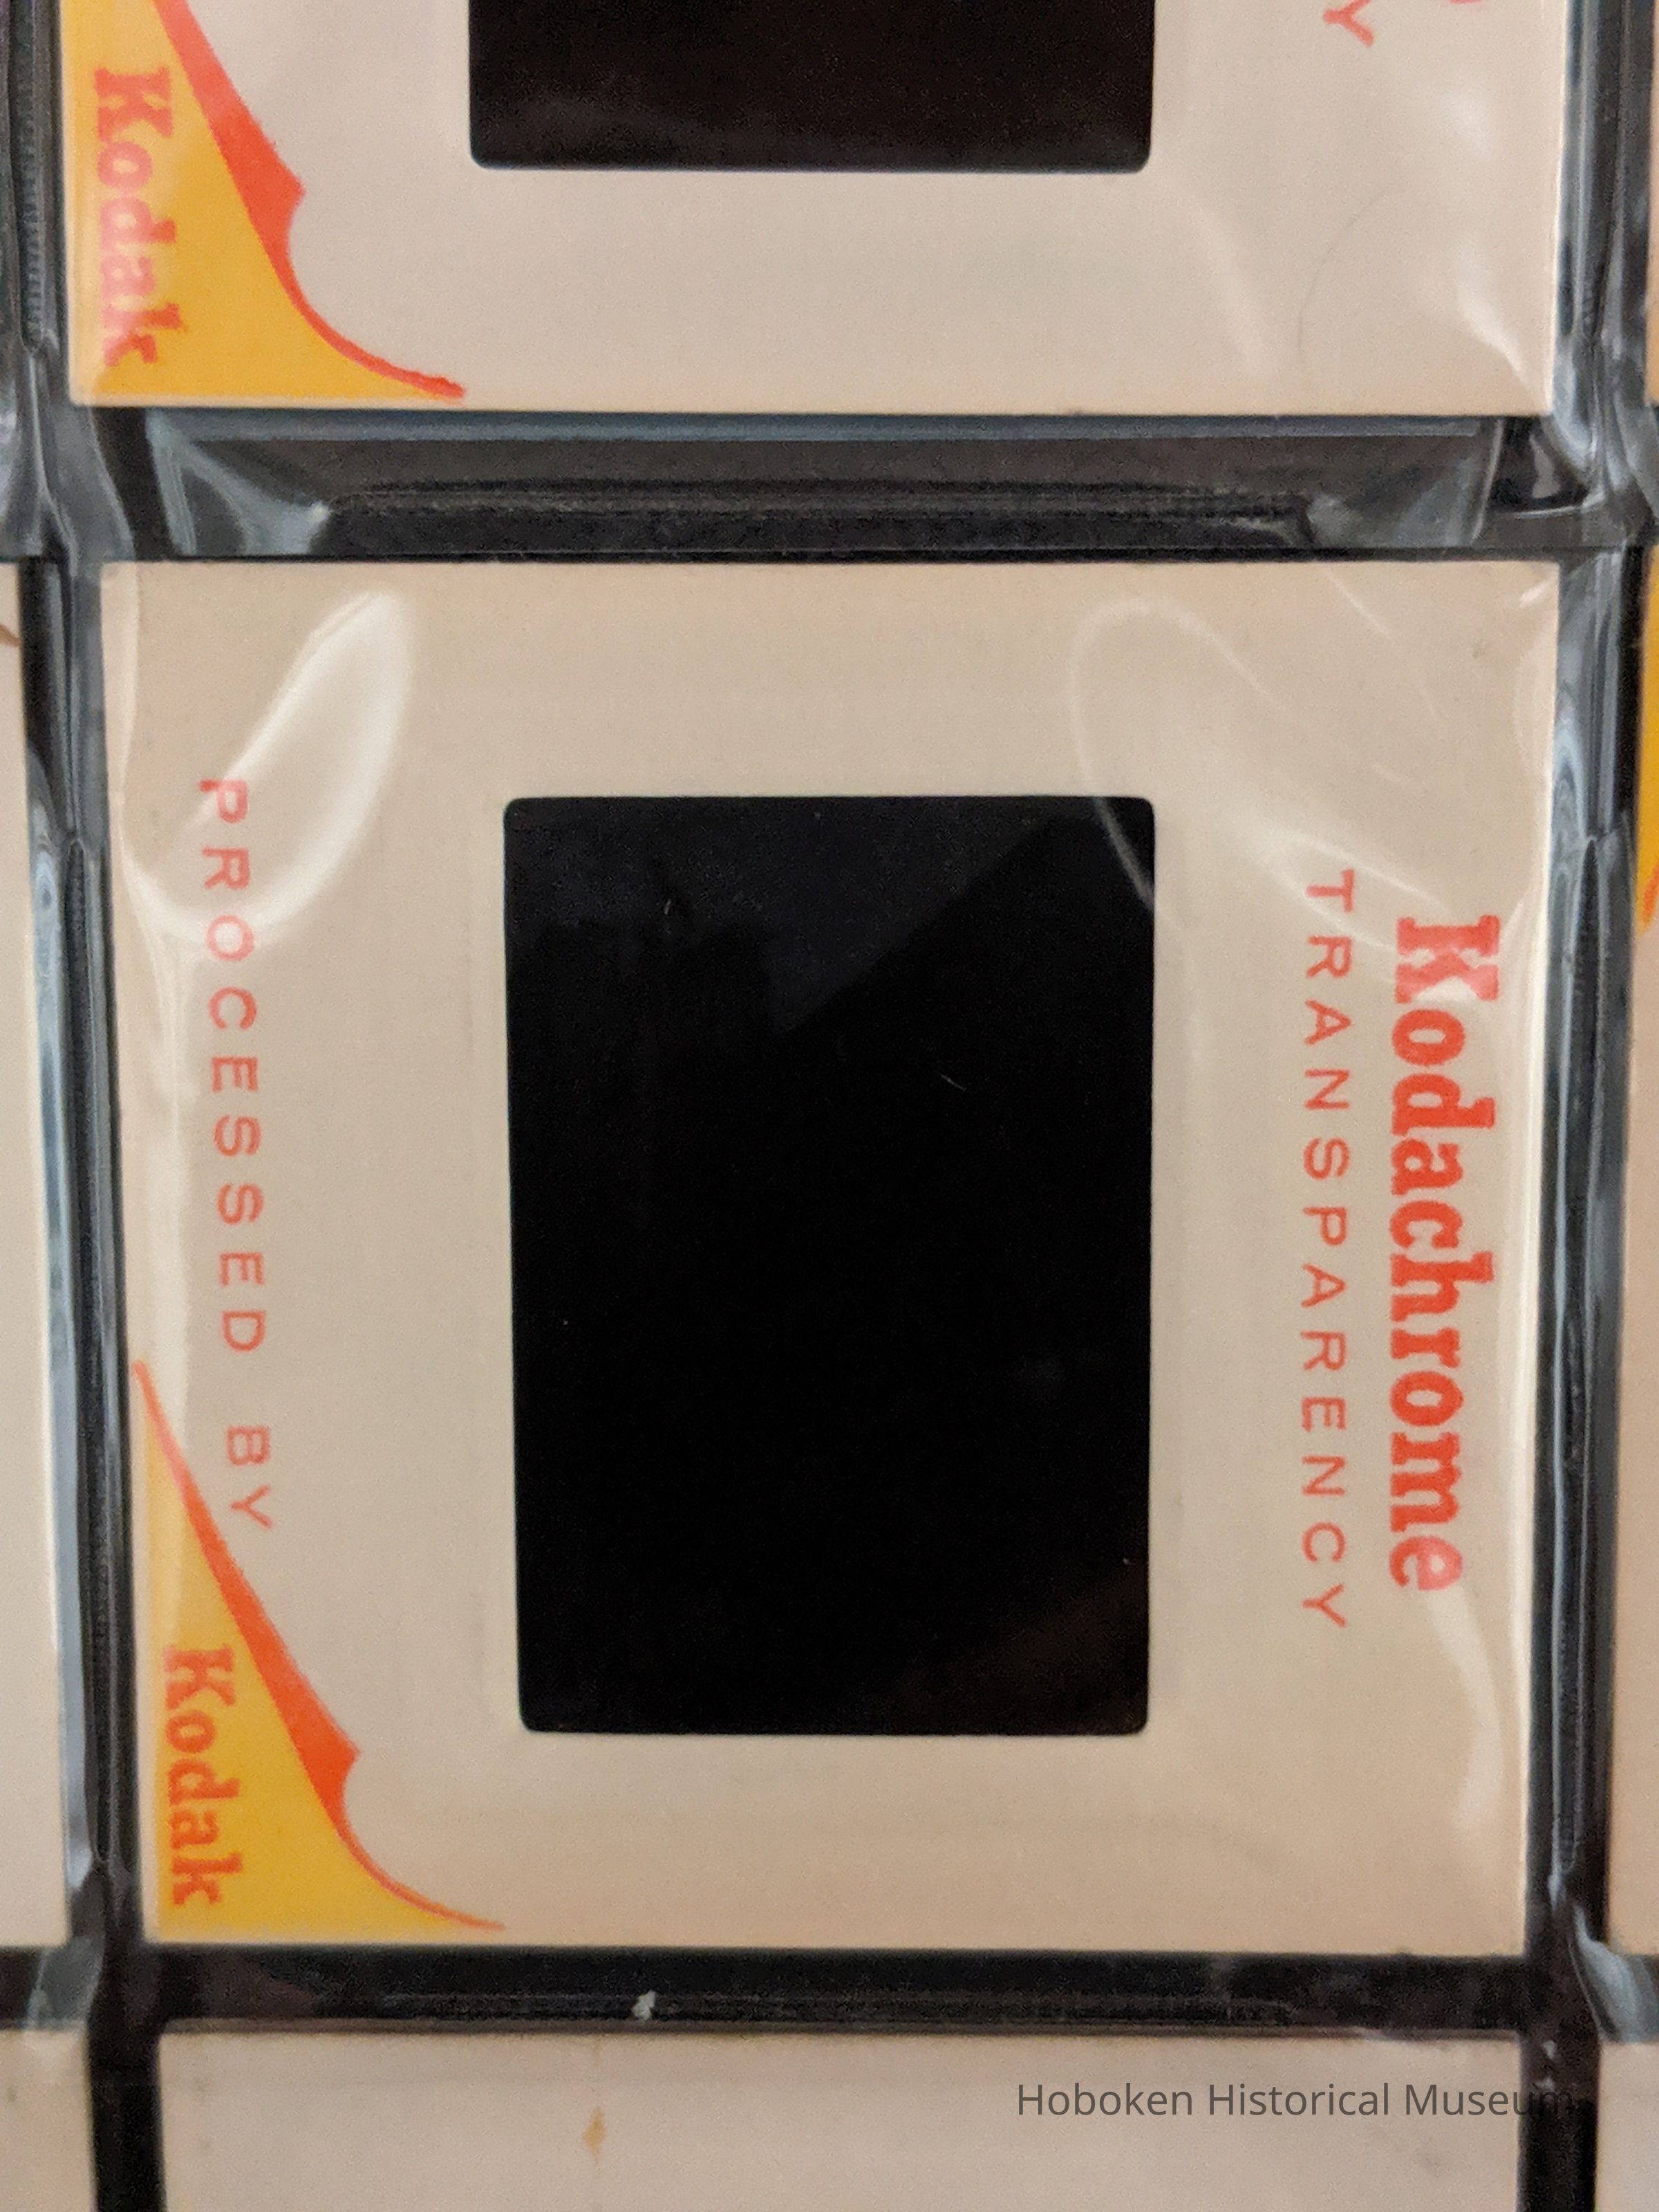 Kodak
Y
Kodachrome
TRANSPARENCY
PROCESSED BY
Kodak
Hoboken Historical Museum